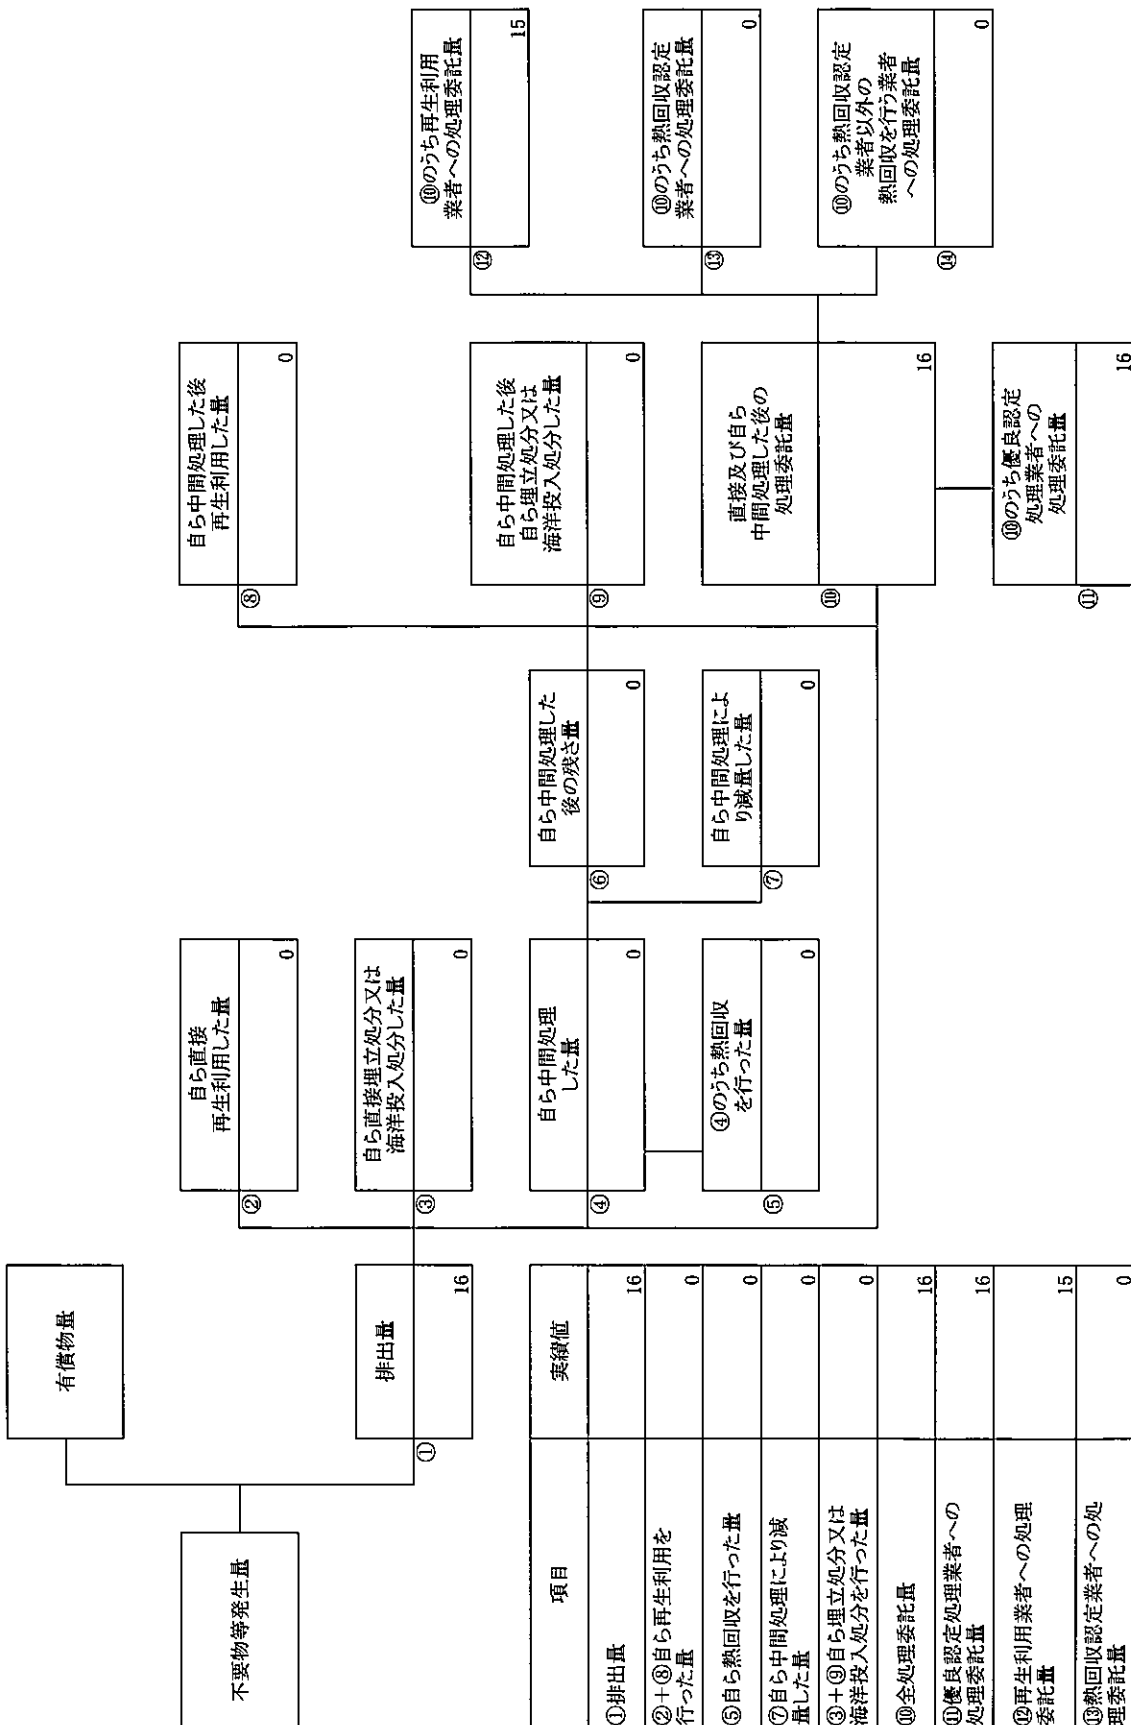 有償物量
不要物等発生量
①
排出量
16
②
自ら直接
再生利用した量
0
③
自ら直接埋立処分又は
海洋投入処分した量
0
④
自ら中間処理
した量
0
⑤
④のうち熱回収
を行った量
0
⑥
自ら中間処理した
後の残さ量
0
⑦
自ら中間処理によ
り減量した量
0
⑧
自ら中間処理した後
再生利用した量
0
⑨
自ら中間処理した後
自ら埋立処分又は
海洋投入処分した量
0
⑩
直接及び自ら
中間処理した後の
処理委託量
16
⑪
⑩のうち優良認定
処理業者への
処理委託量
16
⑫
⑩のうち再生利用
業者への処理委託量
15
⑬
⑩のうち熱回収認定
業者への処理委託量
0
⑭
⑩のうち熱回収認定
業者以外の
熱回収を行う業者
への処理委託量
0
項目 実績値
①排出量 16
②+⑧自ら再生利用を
行った量 0
⑤自ら熱回収を行った量 0
⑦自ら中間処理により減
量した量 0
③+⑨自ら埋立処分又は
海洋投入処分を行った量 0
⑩全処理委託量 16
⑪優良認定処理業者への
処理委託量 16
⑫再生利用業者への処理
委託量 15
⑬熱回収認定業者への処
理委託量 0